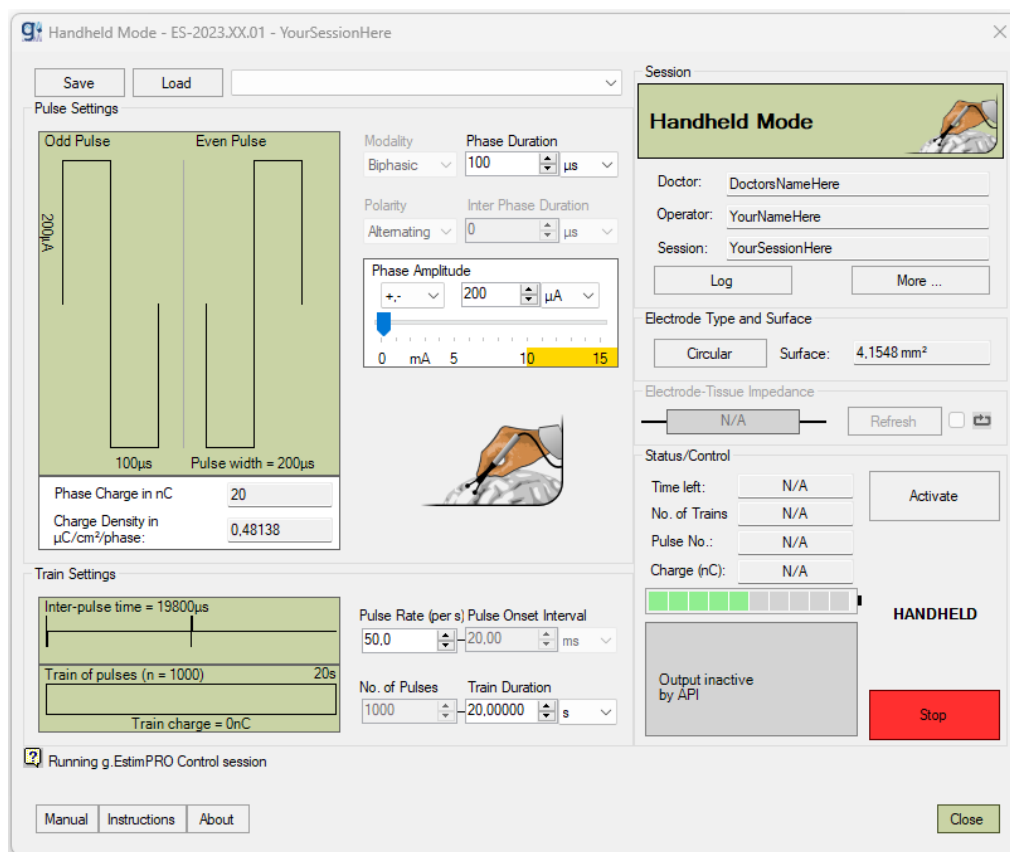 g. Handheld Mode - ES-2023.XX.01 - YourSessionHere
Save Load
Pulse Settings
Odd Pulse Even Pulse
200µA
100µs Pulse width = 200µs
Phase Charge in nC 20
Charge Density in
µC/cm²/phase: 0,48138
Modality Phase Duration
Biphasic 100 µs
Polarity Inter Phase Duration
Alternating 0 µs
Phase Amplitude
+,- 200 µA
0 mA 5 10 15
Train Settings
Inter-pulse time = 19800µs
Train of pulses (n = 1000) 20s
Train charge = 0nC
Pulse Rate (per s) Pulse Onset Interval
50,0 20,00 ms
No. of Pulses Train Duration
1000 20,00000 s
Session
Handheld Mode
Doctor: DoctorsNameHere
Operator: YourNameHere
Session: YourSessionHere
Log More ...
Electrode Type and Surface
Circular Surface: 4,1548 mm²
Electrode-Tissue Impedance
N/A Refresh
Status/Control
Time left: N/A
No. of Trains N/A
Pulse No.: N/A
Charge (nC): N/A
Activate
HANDHELD
Output inactive
by API
Stop
? Running g.EstimPRO Control session
Manual Instructions About
Close